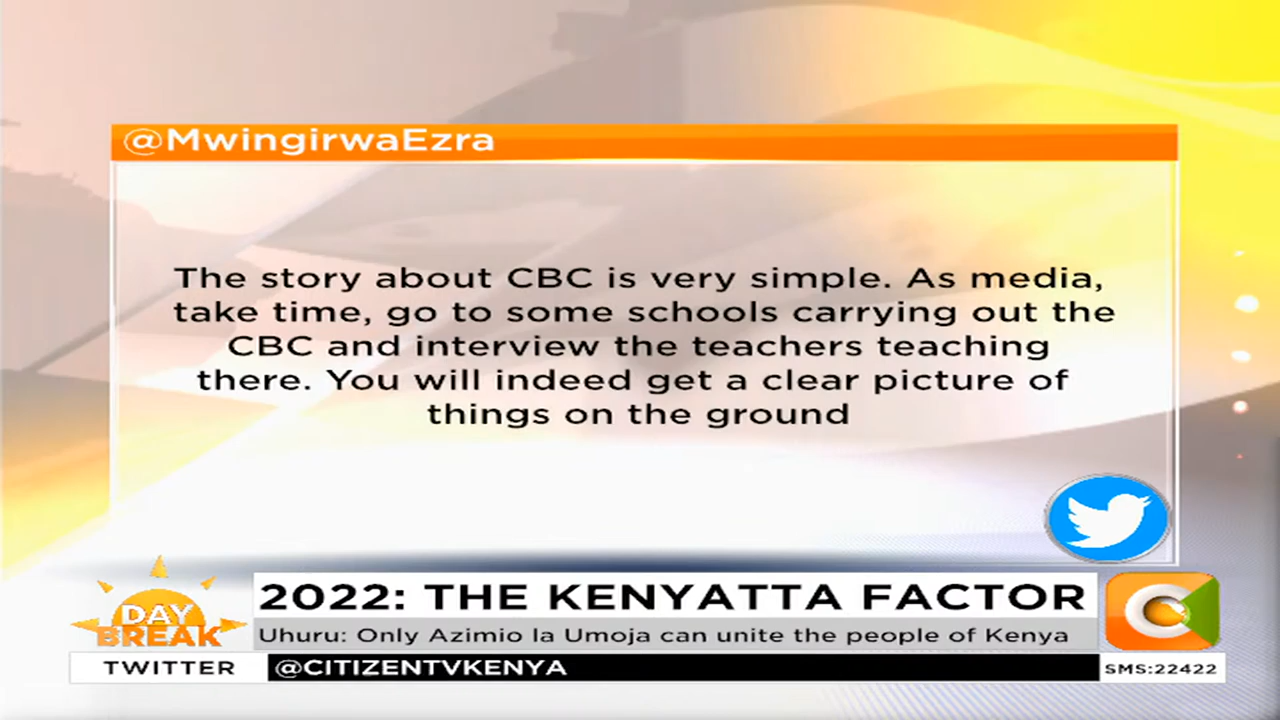 @MwingirwaEzra
The story about CBC is very simple. As media,
take time, go to some schools carrying out the
CBC and interview the teachers teaching
there. You will indeed get a clear picture of
things on the ground
DAY
BREAK
2022: THE KENYATTA FACTOR
Uhuru: Only Azimio la Umoja can unite the people of Kenya
TWITTER @CITIZENTVKENYA SMS:22422